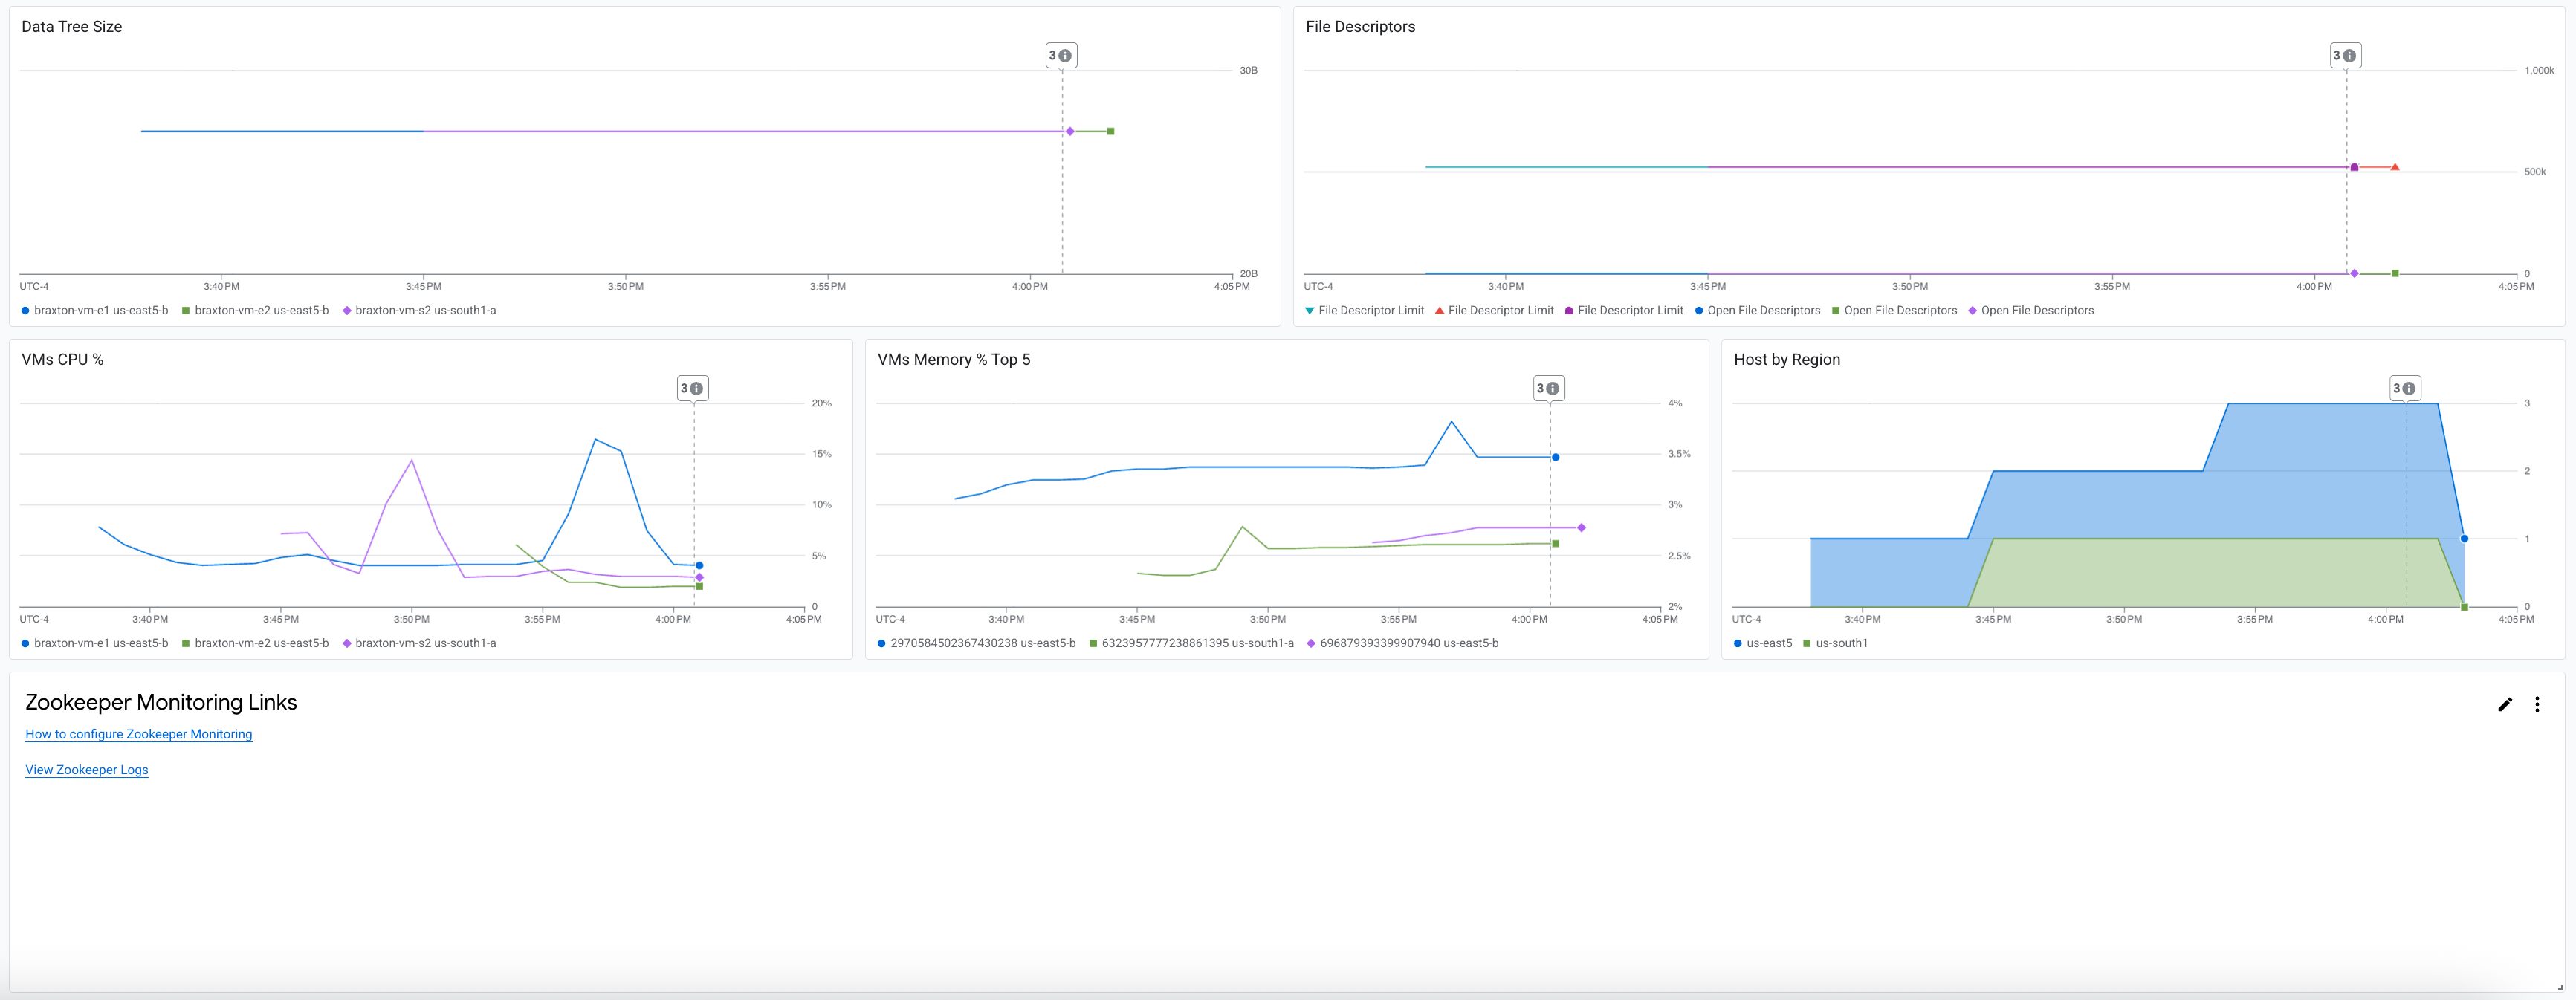 Data Tree Size
3
30B
20B
UTC-4 3:40 PM 3:45 PM 3:50 PM 3:55 PM 4:00 PM 4:05 PM
braxton-vm-e1 us-east5-b braxton-vm-e2 us-east5-b braxton-vm-s2 us-south1-a
File Descriptors
3
1,000k
500k
0
UTC-4 3:40 PM 3:45 PM 3:50 PM 3:55 PM 4:00 PM 4:05 PM
File Descriptor Limit File Descriptor Limit File Descriptor Limit Open File Descriptors Open File Descriptors Open File Descriptors
VMs CPU %
3
20%
15%
10%
5%
0
UTC-4 3:40 PM 3:45 PM 3:50 PM 3:55 PM 4:00 PM 4:05 PM
braxton-vm-e1 us-east5-b braxton-vm-e2 us-east5-b braxton-vm-s2 us-south1-a
VMs Memory % Top 5
3
4%
3.5%
3%
2.5%
2%
UTC-4 3:40 PM 3:45 PM 3:50 PM 3:55 PM 4:00 PM 4:05 PM
2970584502367430238 us-east5-b 6323957777238861395 us-south1-a 696879393399907940 us-east5-b
Host by Region
3
3
2
1
0
UTC-4 3:40 PM 3:45 PM 3:50 PM 3:55 PM 4:00 PM 4:05 PM
us-east5 us-south1
Zookeeper Monitoring Links
How to configure Zookeeper Monitoring
View Zookeeper Logs